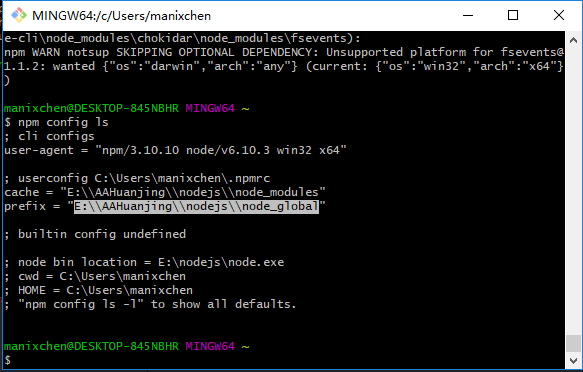 MINGW64:/c/Users/manixchen
e-cli\node_modules\chokidar\node_modules\fsevents):
npm WARN notsup SKIPPING OPTIONAL DEPENDENCY: Unsupported platform for fsevents@
1.1.2: wanted {"os":"darwin","arch":"any"} (current: {"os":"win32","arch":"x64"}
)
manixchen@DESKTOP-845NBHR MINGW64 ~
$ npm config ls
; cli configs
user-agent = "npm/3.10.10 node/v6.10.3 win32 x64"
; userconfig C:\Users\manixchen\.npmrc
cache = "E:\\AAHuanjing\\nodejs\\node_modules"
prefix = "E:\\AAHuanjing\\nodejs\\node_global"
; builtin config undefined
; node bin location = E:\nodejs\node.exe
; cwd = C:\Users\manixchen
; HOME = C:\Users\manixchen
; "npm config ls -l" to show all defaults.
manixchen@DESKTOP-845NBHR MINGW64 ~
$